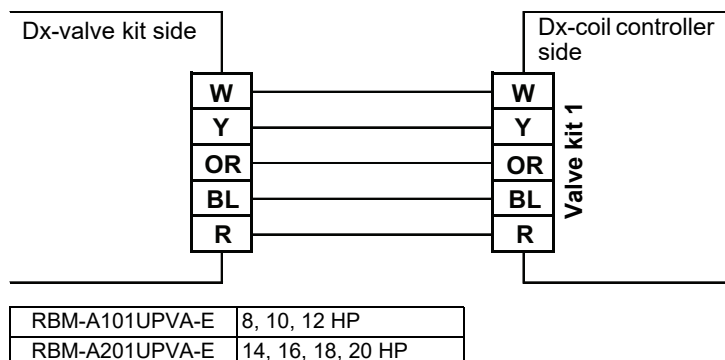 Dx-valve kit side
Dx-coil controller
side
W W
Y Y
OR OR
BL BL
R R
Valve kit 1
RBM-A101UPVA-E 8, 10, 12 HP
RBM-A201UPVA-E 14, 16, 18, 20 HP